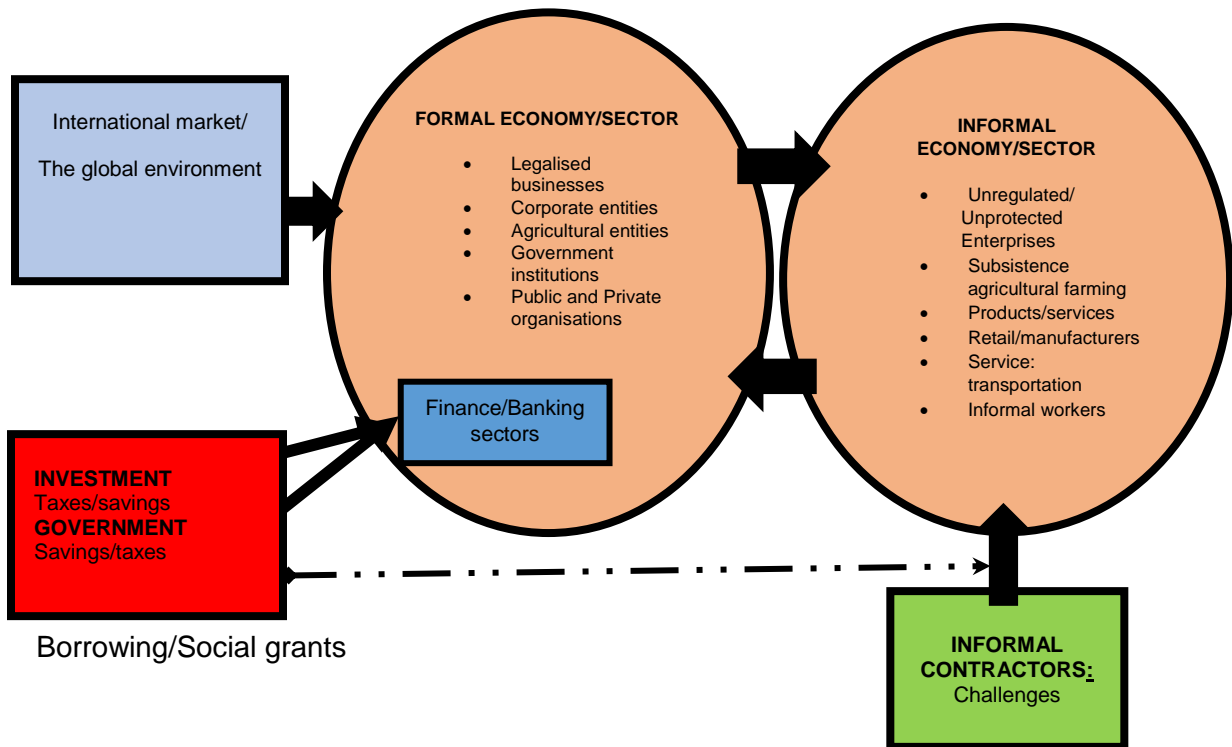 International market/
The global environment
FORMAL ECONOMY/SECTOR
• Legalised
businesses
• Corporate entities
• Agricultural entities
• Government
institutions
• Public and Private
organisations
Finance/Banking
sectors
INFORMAL
ECONOMY/SECTOR
• Unregulated/
Unprotected
Enterprises
• Subsistence
agricultural farming
• Products/services
• Retail/manufacturers
• Service:
transportation
• Informal workers
INVESTMENT
Taxes/savings
GOVERNMENT
Savings/taxes
Borrowing/Social grants
INFORMAL
CONTRACTORS:
Challenges